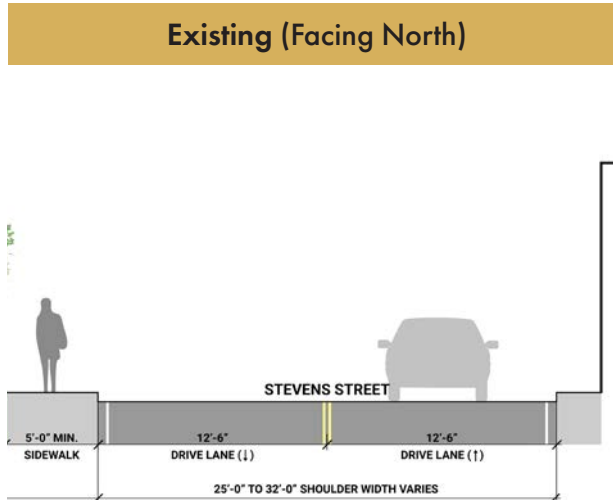 Existing (Facing North)
STEVENS STREET
5'-0" MIN. 12'-6" 12'-6"
SIDEWALK DRIVE LANE (↓) DRIVE LANE (↑)
25'-0" TO 32'-0" SHOULDER WIDTH VARIES